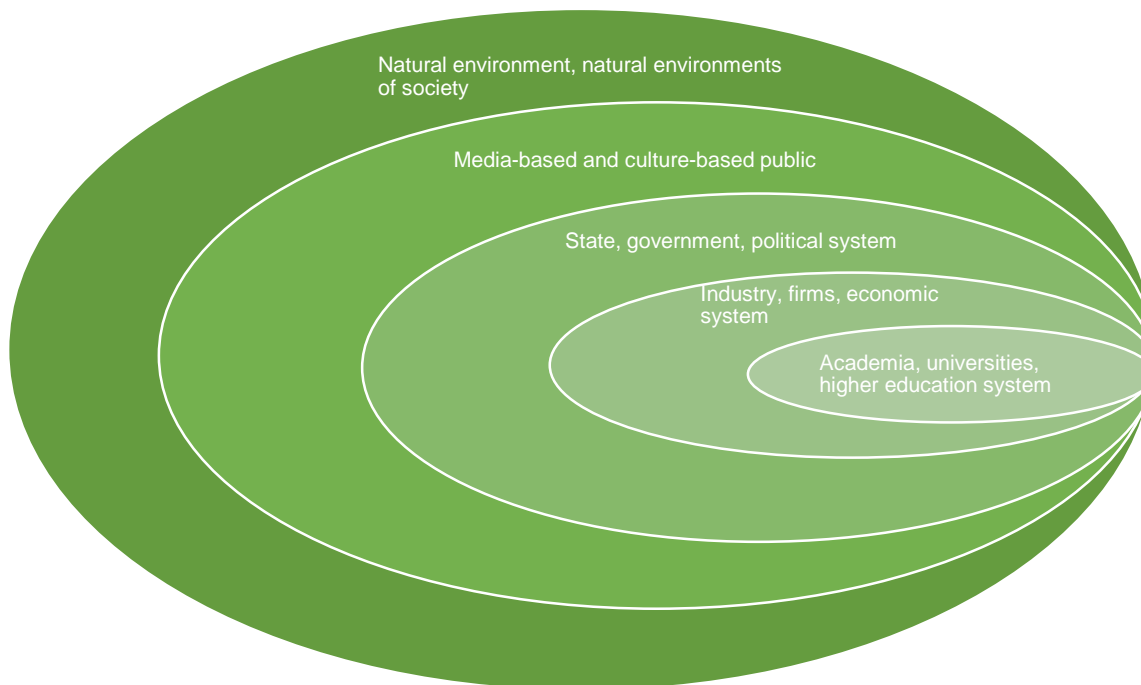 Natural environment, natural environments
of society
Media-based and culture-based public
State, government, political system
Industry, firms, economic
system
Academia, universities,
higher education system